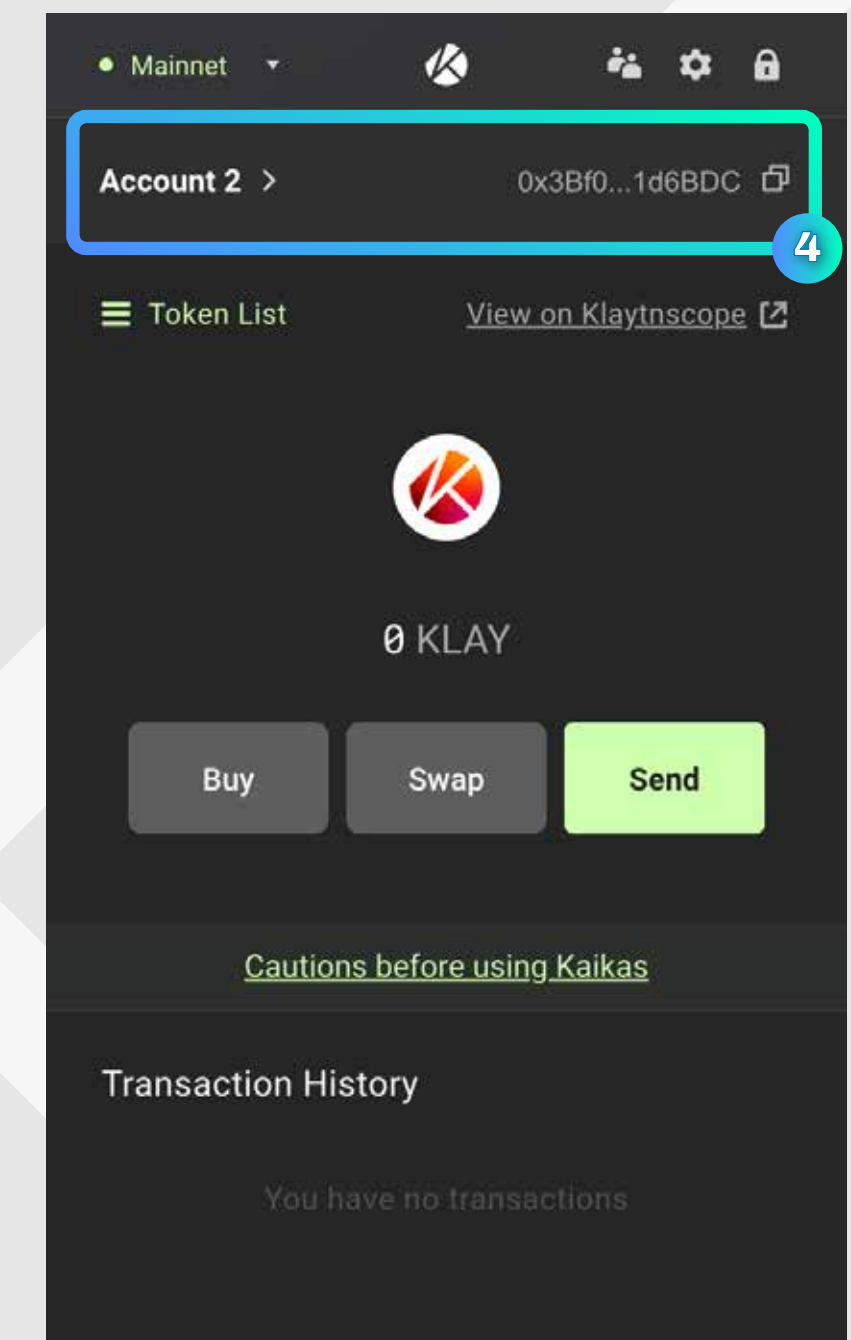 Mainnet
Account 2 > 0x3Bf0...1d6BDC
4
Token List View on Klaytnscope
0 KLAY
Buy Swap Send
Cautions before using Kaikas
Transaction History
You have no transactions